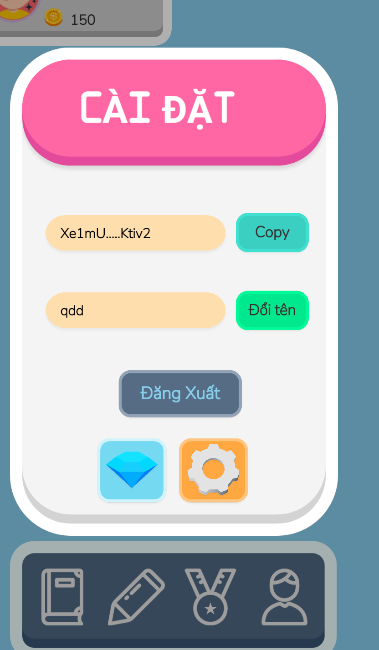 150
CÀI ĐẶT
Xe1mU.....Ktiv2
Copy
qdd
Đổi tên
Đăng Xuất